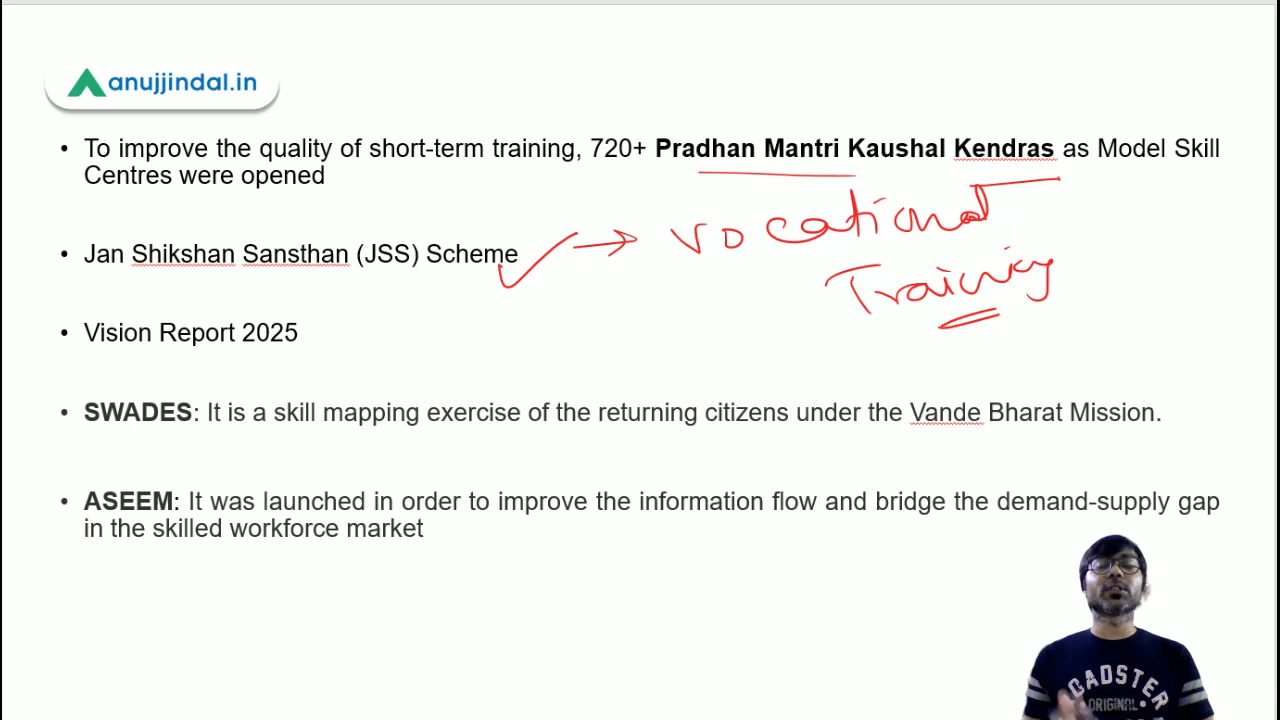 anujjindal.in
• To improve the quality of short-term training, 720+ Pradhan Mantri Kaushal Kendras as Model Skill
Centres were opened
• Jan Shikshan Sansthan (JSS) Scheme → Vocational
Training
• Vision Report 2025
• SWADES: It is a skill mapping exercise of the returning citizens under the Vande Bharat Mission.
• ASEEM: It was launched in order to improve the information flow and bridge the demand-supply gap
in the skilled workforce market
CADSTER
ORIGINAL